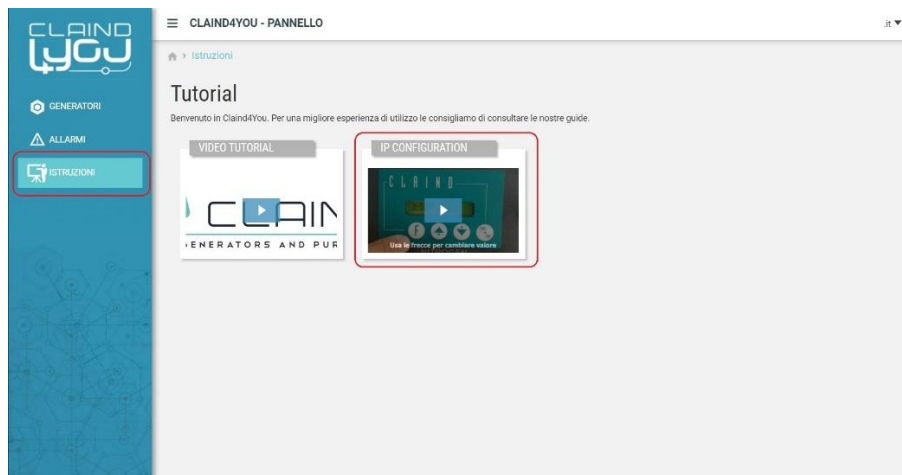 CLAIND
4YOU
CLAIND4YOU - PANNELLO
.it
Istruzioni
GENERATORI
ALLARMI
ISTRUZIONI
Tutorial
Benvenuto in Claind4You. Per una migliore esperienza di utilizzo le consigliamo di consultare le nostre guide.
VIDEO TUTORIAL
CLAIN
ENERATORS AND PUR
IP CONFIGURATION
CLAIND
F
Usa le frecce per cambiare valore